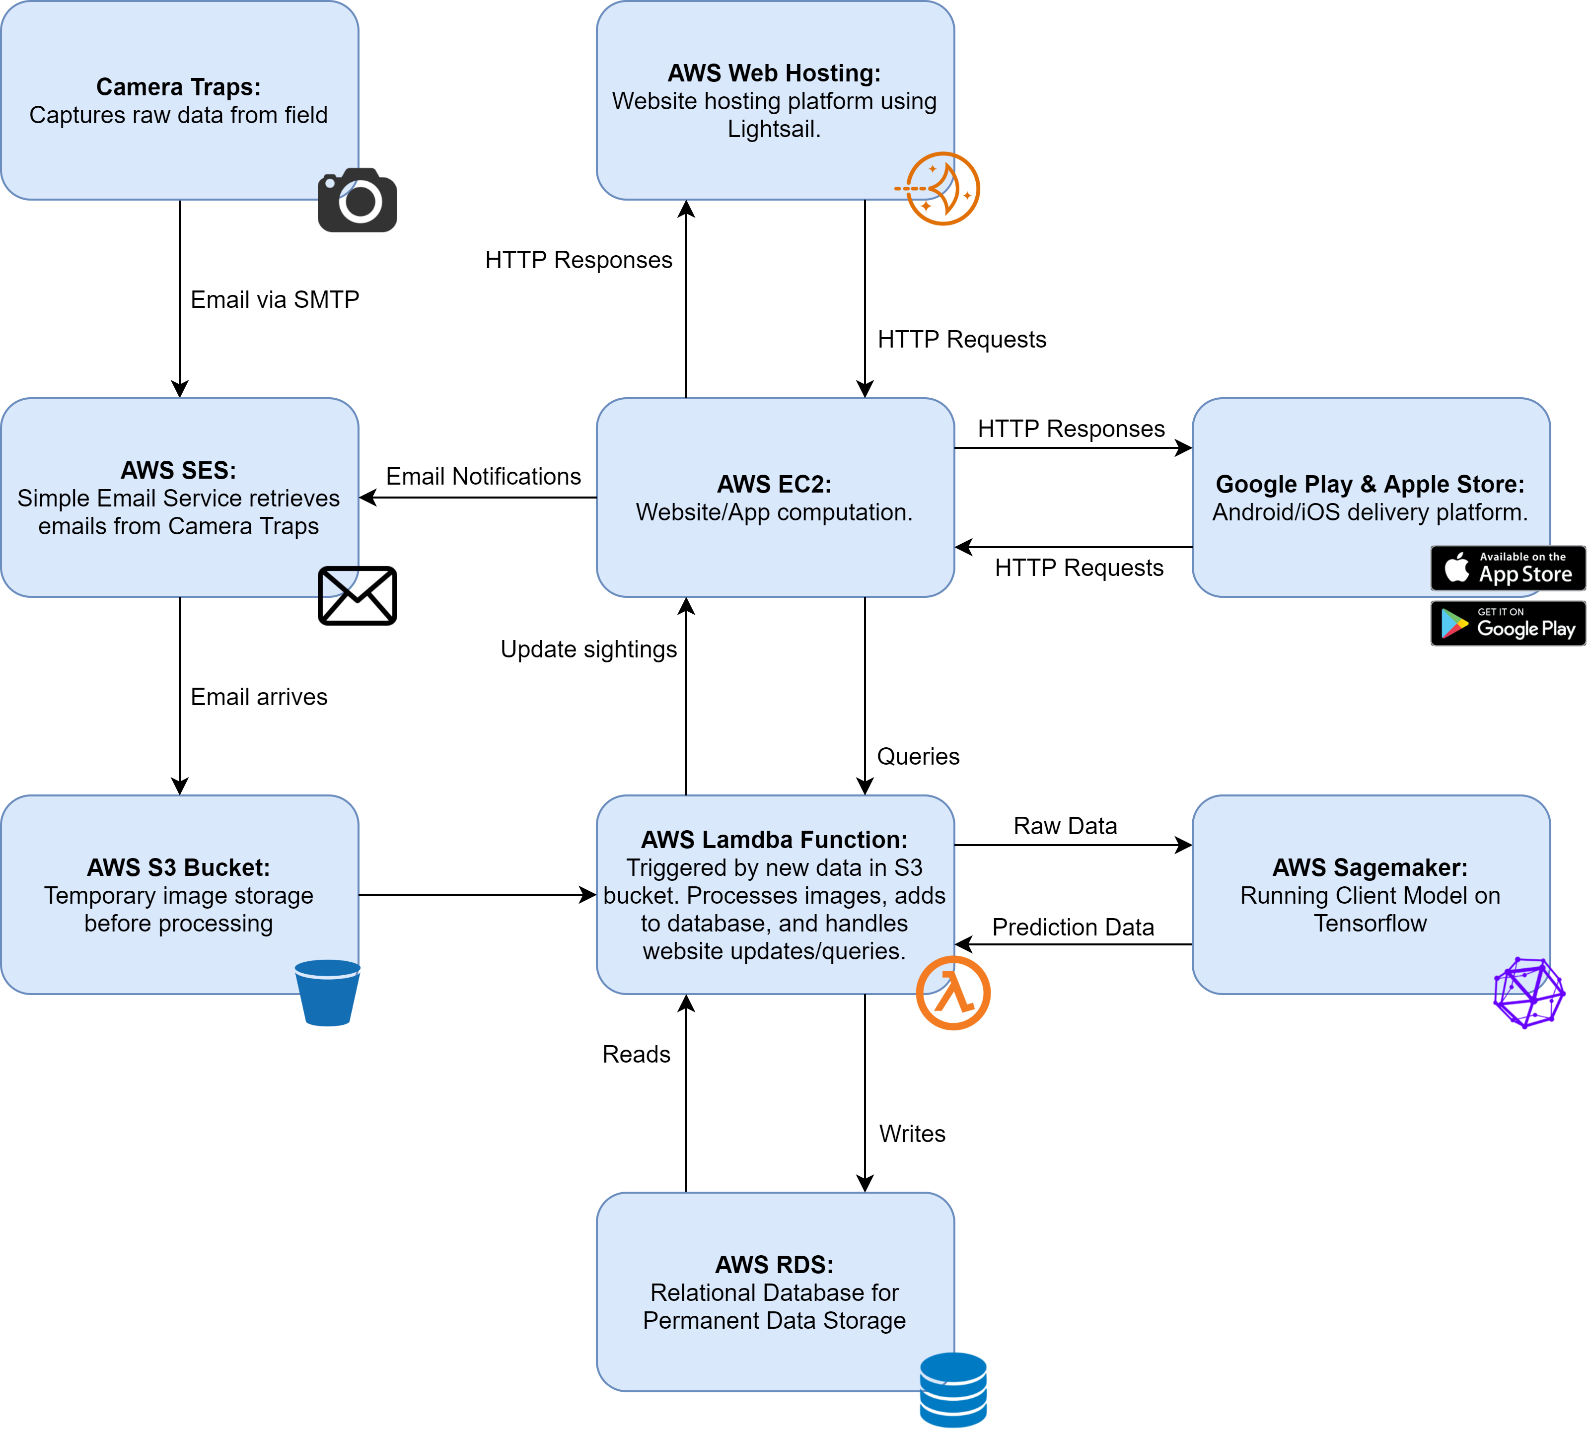 Camera Traps:
Captures raw data from field
AWS Web Hosting:
Website hosting platform using
Lightsail.
HTTP Responses
Email via SMTP
HTTP Requests
AWS SES:
Simple Email Service retrieves
emails from Camera Traps
Email Notifications
AWS EC2:
Website/App computation.
HTTP Responses
HTTP Requests
Google Play & Apple Store:
Android/iOS delivery platform.
Available on the
App Store
GET IT ON
Google Play
Update sightings
Email arrives
Queries
AWS S3 Bucket:
Temporary image storage
before processing
AWS Lamdba Function:
Triggered by new data in S3
bucket. Processes images, adds
to database, and handles
website updates/queries.
Raw Data
Prediction Data
AWS Sagemaker:
Running Client Model on
Tensorflow
Reads
Writes
AWS RDS:
Relational Database for
Permanent Data Storage